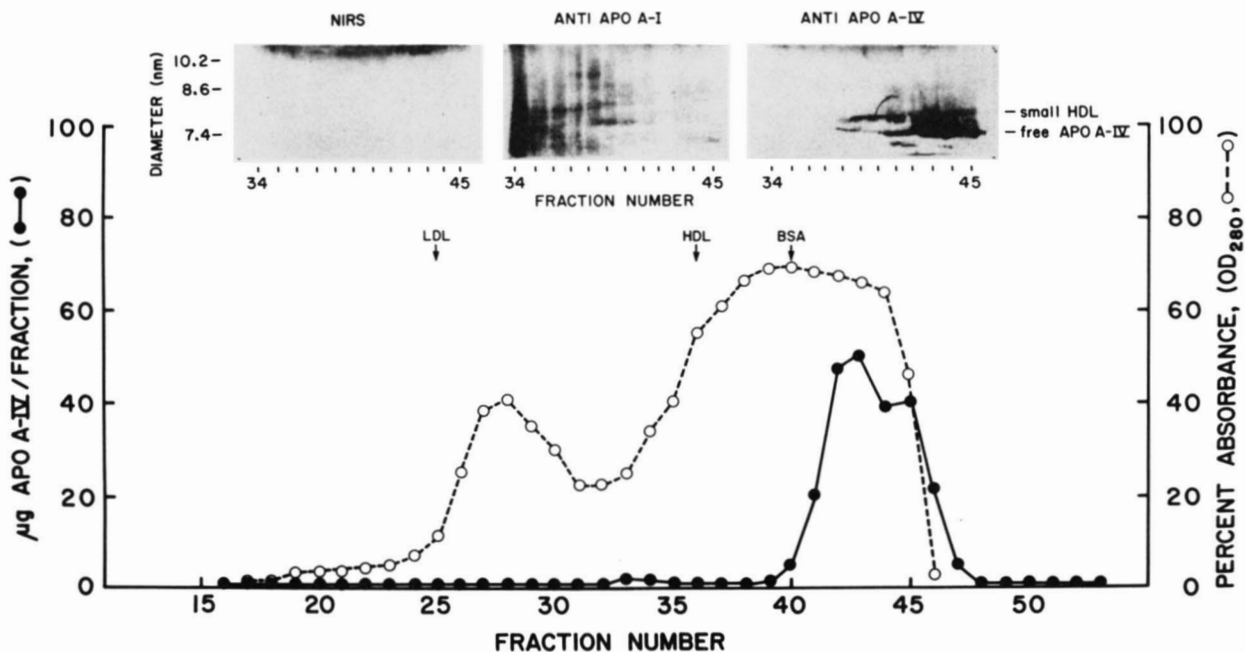 NIRS
ANTI APO A-I
ANTI APO A-IV
DIAMETER (nm)
10.2-
8.6-
7.4-
- small HDL
- free APO A-IV
34 45
34 45
34 45
FRACTION NUMBER
µg APO A-IV/FRACTION, (●—●)
100
80
60
40
20
0
LDL
HDL
BSA
100
80
60
40
20
0
PERCENT ABSORBANCE, (OD280, ○---○)
15 20 25 30 35 40 45 50
FRACTION NUMBER